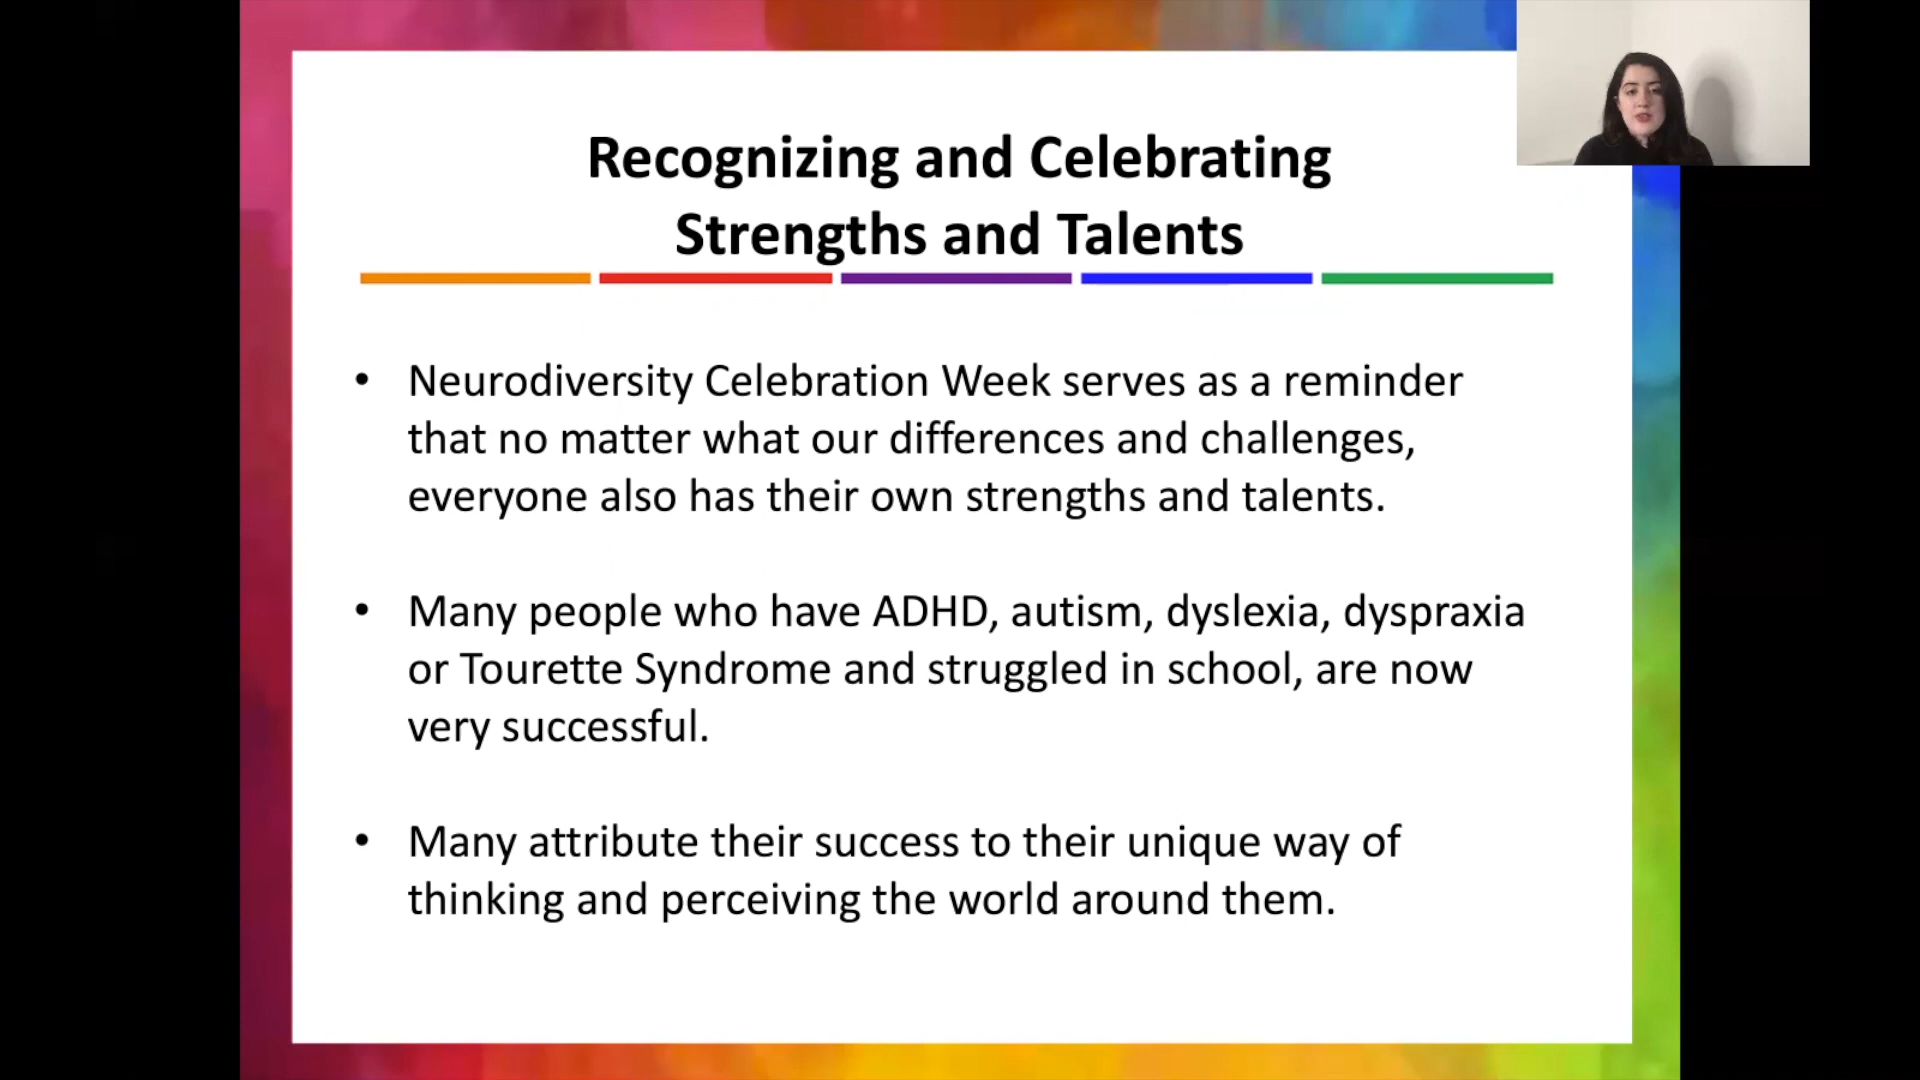 Recognizing and Celebrating
Strengths and Talents
• Neurodiversity Celebration Week serves as a reminder
that no matter what our differences and challenges,
everyone also has their own strengths and talents.
• Many people who have ADHD, autism, dyslexia, dyspraxia
or Tourette Syndrome and struggled in school, are now
very successful.
• Many attribute their success to their unique way of
thinking and perceiving the world around them.